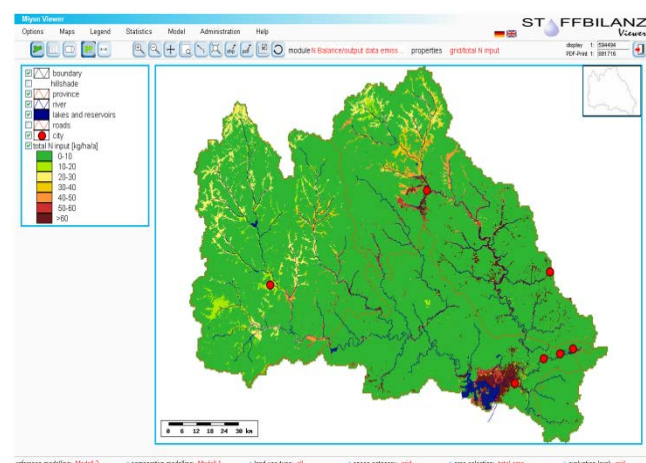 Miyun Viewer
Options Maps Legend Statistics Model Administration Help
STOFFBILANZ
Viewer
module N Balance/output data emiss... properties grid/total N input
display 1: 594494
PDF-Print 1: 881716
boundary
hillshade
province
river
lakes and reservoirs
roads
city
total N input [kg/ha/a]
0-10
10-20
20-30
30-40
40-50
50-60
>60
0 6 12 18 24 30 km